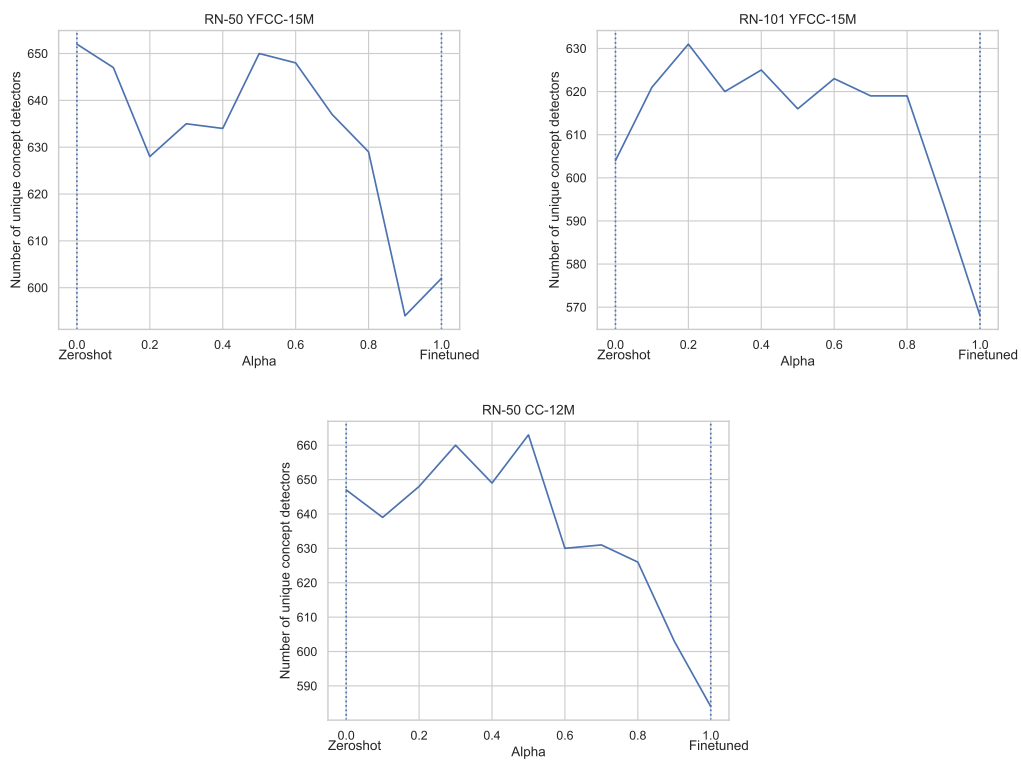 RN-50 YFCC-15M
Number of unique concept detectors
650
640
630
620
610
600
0.0 0.2 0.4 0.6 0.8 1.0
Zeroshot Alpha Finetuned
RN-101 YFCC-15M
Number of unique concept detectors
630
620
610
600
590
580
570
0.0 0.2 0.4 0.6 0.8 1.0
Zeroshot Alpha Finetuned
RN-50 CC-12M
Number of unique concept detectors
660
650
640
630
620
610
600
590
0.0 0.2 0.4 0.6 0.8 1.0
Zeroshot Alpha Finetuned